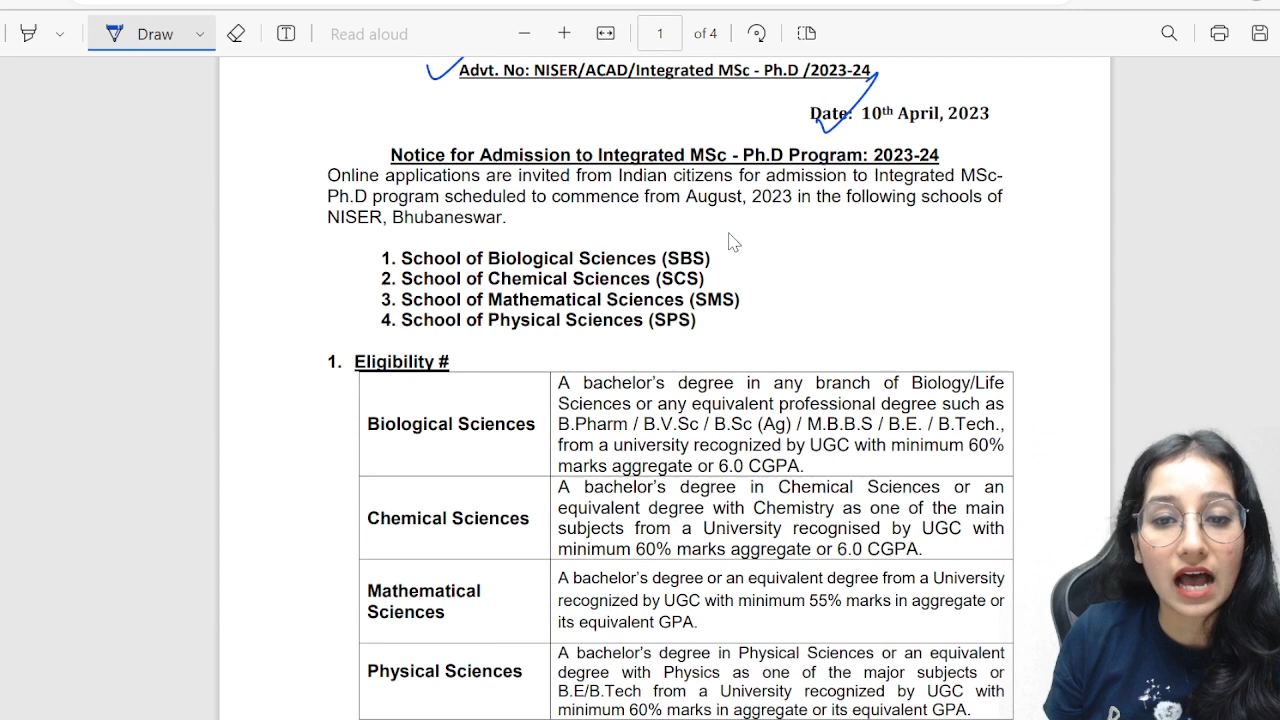 Draw
Read aloud
1
of 4
Advt. No: NISER/ACAD/Integrated MSc - Ph.D /2023-24
Date: 10th April, 2023
Notice for Admission to Integrated MSc - Ph.D Program: 2023-24
Online applications are invited from Indian citizens for admission to Integrated MSc-
Ph.D program scheduled to commence from August, 2023 in the following schools of
NISER, Bhubaneswar.
1. School of Biological Sciences (SBS)
2. School of Chemical Sciences (SCS)
3. School of Mathematical Sciences (SMS)
4. School of Physical Sciences (SPS)
1. Eligibility #
Biological Sciences
A bachelor's degree in any branch of Biology/Life
Sciences or any equivalent professional degree such as
B.Pharm / B.V.Sc / B.Sc (Ag) / M.B.B.S / B.E. / B.Tech.,
from a university recognized by UGC with minimum 60%
marks aggregate or 6.0 CGPA.
Chemical Sciences
A bachelor's degree in Chemical Sciences or an
equivalent degree with Chemistry as one of the main
subjects from a University recognised by UGC with
minimum 60% marks aggregate or 6.0 CGPA.
Mathematical
Sciences
A bachelor's degree or an equivalent degree from a University
recognized by UGC with minimum 55% marks in aggregate or
its equivalent GPA.
Physical Sciences
A bachelor's degree in Physical Sciences or an equivalent
degree with Physics as one of the major subjects or
B.E/B.Tech from a University recognized by UGC with
minimum 60% marks in aggregate or its equivalent GPA.